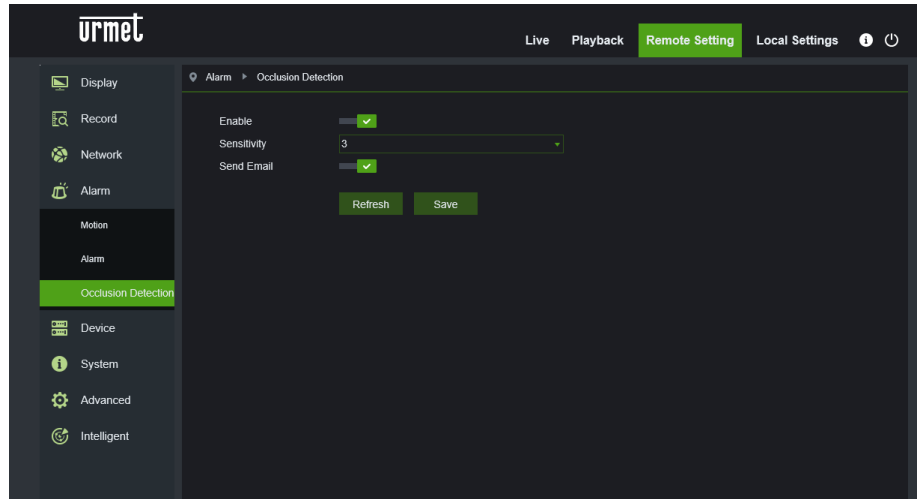 urmet
Live Playback Remote Setting Local Settings
Display
Record
Network
Alarm
Motion
Alarm
Occlusion Detection
Device
System
Advanced
Intelligent
Alarm Occlusion Detection
Enable
Sensitivity 3
Send Email
Refresh Save